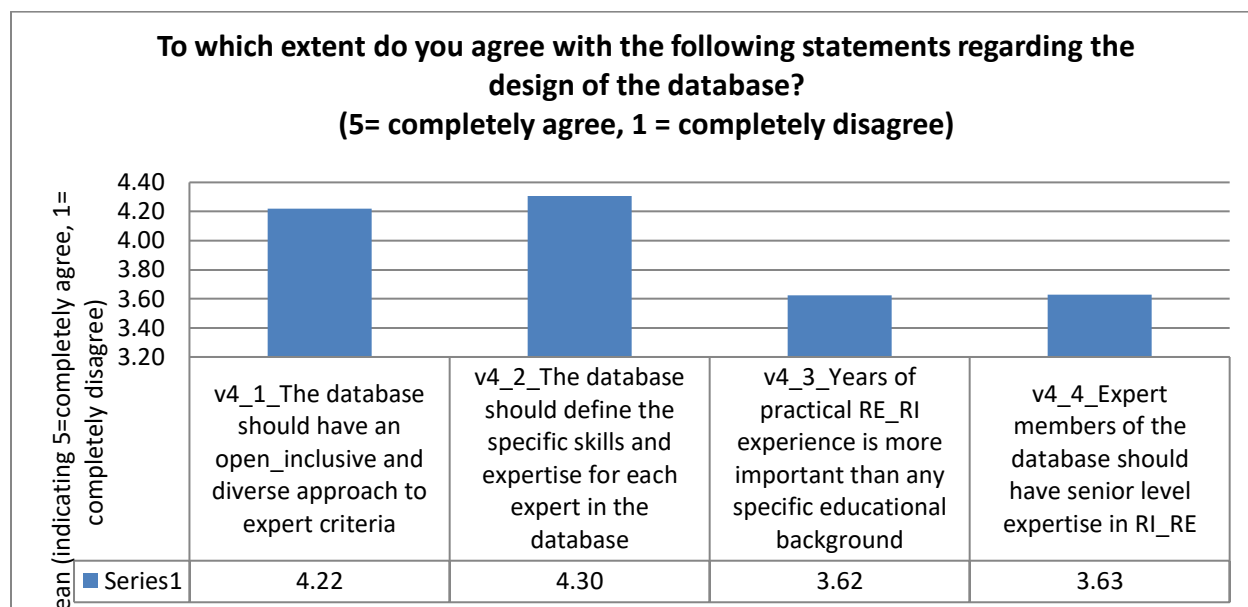 To which extent do you agree with the following statements regarding the
design of the database?
(5= completely agree, 1 = completely disagree)
ean (indicating 5=completely agree, 1=
completely disagree)
4.40
4.20
4.00
3.80
3.60
3.40
3.20
v4_1_The database
should have an
open_inclusive and
diverse approach to
expert criteria
v4_2_The database
should define the
specific skills and
expertise for each
expert in the
database
v4_3_Years of
practical RE_RI
experience is more
important than any
specific educational
background
v4_4_Expert
members of the
database should
have senior level
expertise in RI_RE
Series1 4.22 4.30 3.62 3.63